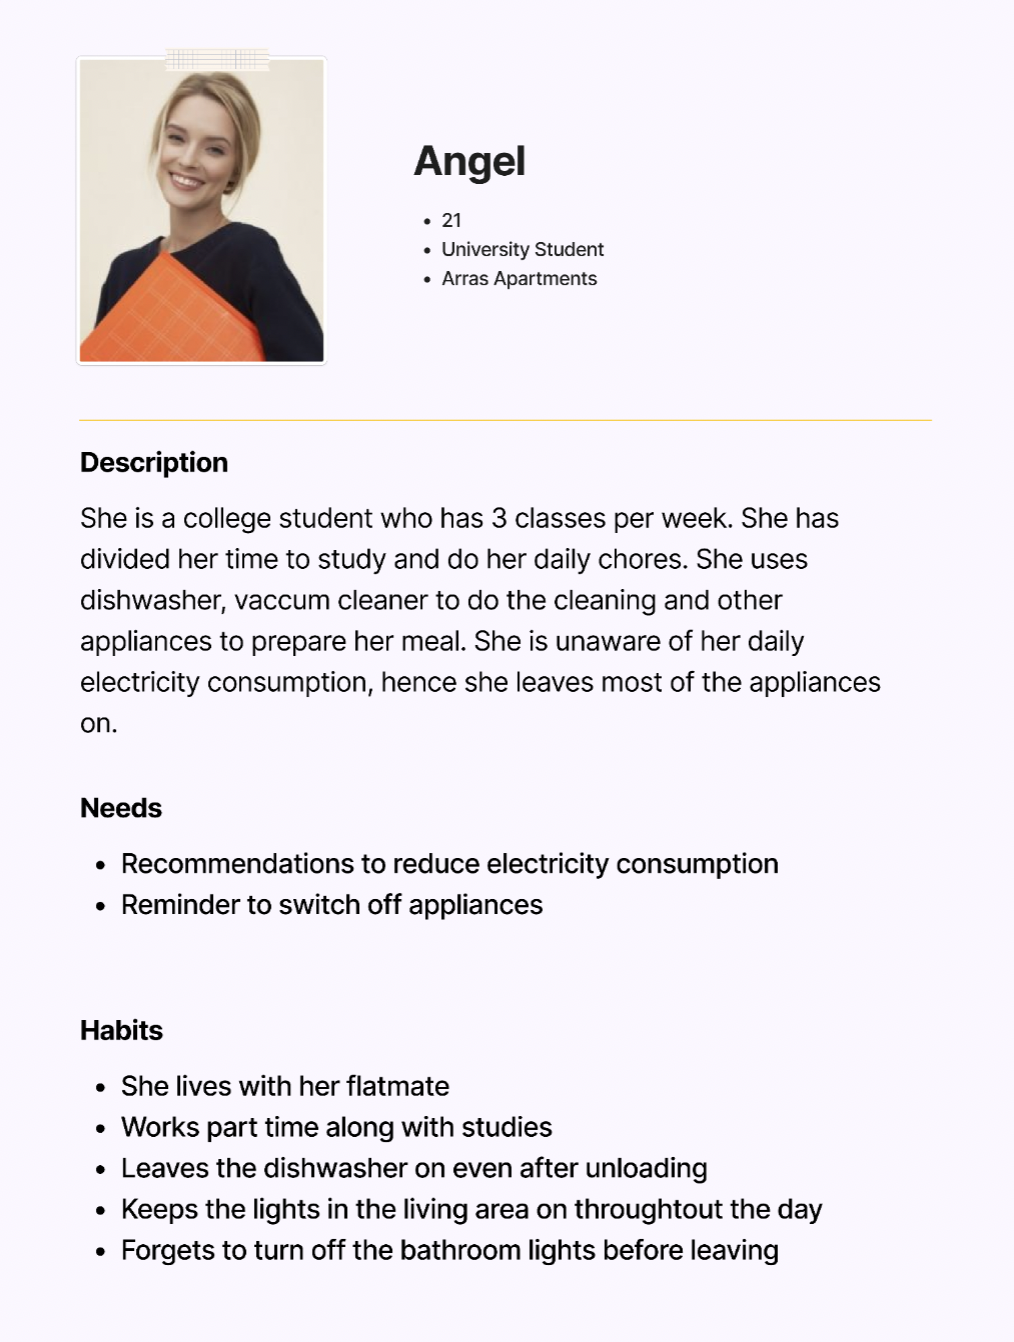 Angel
• 21
• University Student
• Arras Apartments
Description
She is a college student who has 3 classes per week. She has
divided her time to study and do her daily chores. She uses
dishwasher, vaccum cleaner to do the cleaning and other
appliances to prepare her meal. She is unaware of her daily
electricity consumption, hence she leaves most of the appliances
on.
Needs
• Recommendations to reduce electricity consumption
• Reminder to switch off appliances
Habits
• She lives with her flatmate
• Works part time along with studies
• Leaves the dishwasher on even after unloading
• Keeps the lights in the living area on throughtout the day
• Forgets to turn off the bathroom lights before leaving